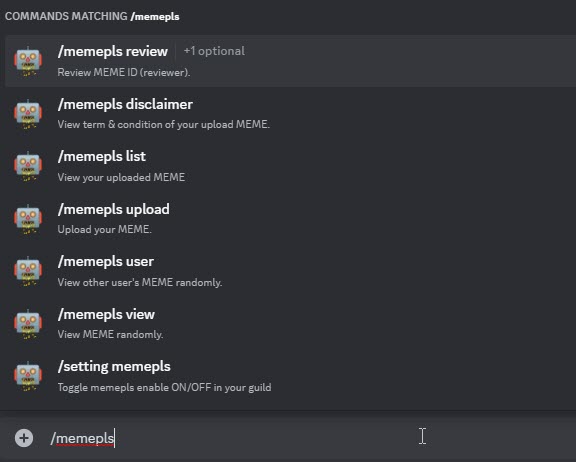 COMMANDS MATCHING /memepls
/memepls review +1 optional
Review MEME ID (reviewer).
/memepls disclaimer
View term & condition of your upload MEME.
/memepls list
View your uploaded MEME
/memepls upload
Upload your MEME.
/memepls user
View other user's MEME randomly.
/memepls view
View MEME randomly.
/setting memepls
Toggle memepls enable ON/OFF in your guild
/memepls